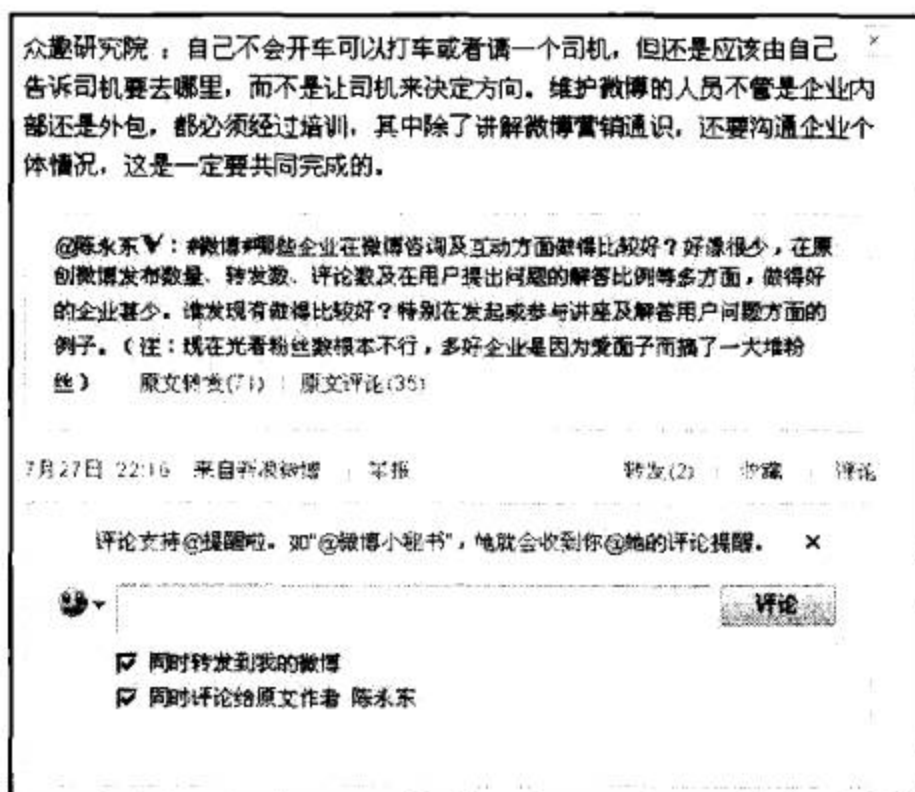 众趣研究院 ：自己不会开车可以打车或者请一个司机，但还是应该由自己
告诉司机要去哪里，而不是让司机来决定方向。维护微博的人员不管是企业内
部还是外包，都必须经过培训，其中除了讲解微博营销通识，还要沟通企业个
体情况，这是一定要共同完成的。
@陈永东V：#微博#哪些企业在微博咨询及互动方面做得比较好？好像很少，在原
创微博发布数量、转发数、评论数及在用户提出问题的解答比例等多方面，做得好
的企业甚少。谁发现有做得比较好？特别在发起或参与讲座及解答用户问题方面的
例子。（注：现在光看粉丝数根本不行，多好企业是因为爱面子而搞了一大堆粉
丝） 原文转发(71) | 原文评论(35)
7月27日 22:16 来自新浪微博 | 举报 转发(2) | 收藏 | 评论
评论支持@提醒啦。如"@微博小秘书"，她就会收到你@她的评论提醒。 ×
评论
同时转发到我的微博
同时评论给原文作者 陈永东